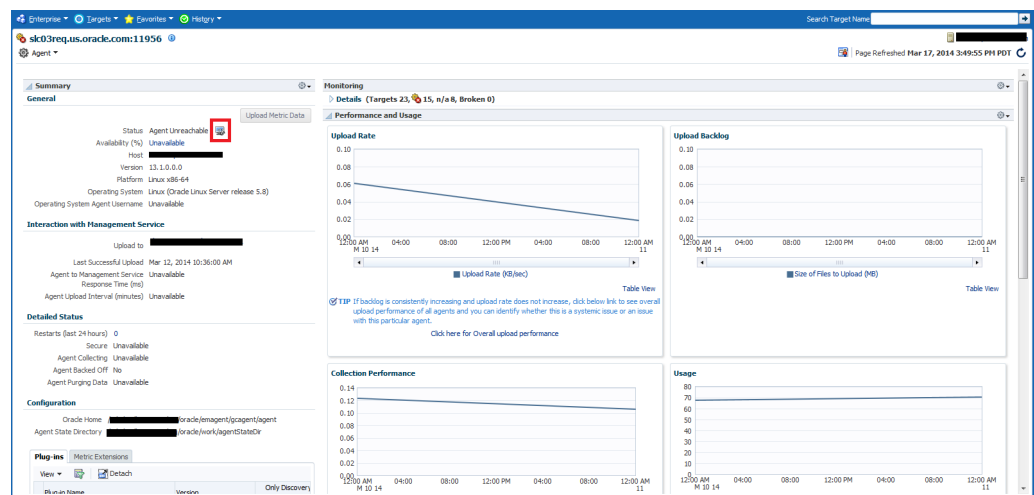 Enterprise Targets Favorites History Search Target Name
slc03req.us.oracle.com:11956
Agent Page Refreshed Mar 17, 2014 3:49:55 PM PDT
Summary
General
Upload Metric Data
Status Agent Unreachable
Availability (%) Unavailable
Host
Version 13.1.0.0.0
Platform Linux x86-64
Operating System Linux (Oracle Linux Server release 5.8)
Operating System Agent Username Unavailable
Interaction with Management Service
Upload to
Last Successful Upload Mar 12, 2014 10:36:00 AM
Agent to Management Service Unavailable
Response Time (ms)
Agent Upload Interval (minutes) Unavailable
Detailed Status
Restarts (last 24 hours) 0
Secure Unavailable
Agent Collecting Unavailable
Agent Backed Off No
Agent Purging Data Unavailable
Configuration
Oracle Home / /oracle/emagent/gcagent/agent
Agent State Directory /oracle/work/agentStateDir
Plug-ins Metric Extensions
View Detach
Plug-in Name Version Only Discovery
Monitoring
Details (Targets 23, 15, n/a 8, Broken 0)
Performance and Usage
Upload Rate
0.10
0.08
0.06
0.04
0.02
0.00
12:00 AM 04:00 08:00 12:00 PM 04:00 08:00 12:00 AM
M 10 14 11
Upload Rate (KB/sec)
Table View
TIP If backlog is consistently increasing and upload rate does not increase, click below link to see overall
upload performance of all agents and you can identify whether this is a systemic issue or an issue
with this particular agent.
Click here for Overall upload performance
Upload Backlog
0.10
0.08
0.06
0.04
0.02
0.00
12:00 AM 04:00 08:00 12:00 PM 04:00 08:00 12:00 AM
M 10 14 11
Size of Files to Upload (MB)
Table View
Collection Performance
0.14
0.12
0.10
0.08
0.06
0.04
0.02
0.00
12:00 AM 04:00 08:00 12:00 PM 04:00 08:00 12:00 AM
M 10 14 11
Usage
80
70
60
50
40
30
20
10
0
12:00 AM 04:00 08:00 12:00 PM 04:00 08:00 12:00 AM
M 10 14 11